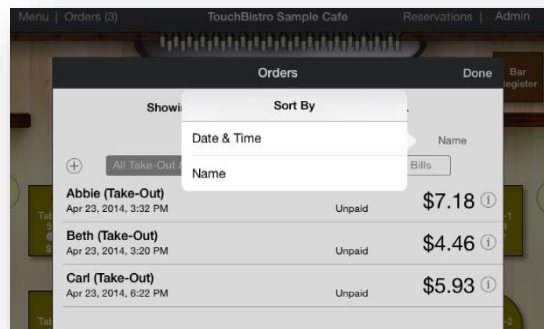 Menu | Orders (3) TouchBistro Sample Cafe Reservations | Admin
Orders Done
Bar
Register
Showi
Sort By
Date & Time
Name
Name
All Take-Out & Bills
Abbie (Take-Out)
Apr 23, 2014, 3:32 PM Unpaid $7.18
Beth (Take-Out)
Apr 23, 2014, 3:20 PM Unpaid $4.46
Carl (Take-Out)
Apr 23, 2014, 6:22 PM Unpaid $5.93